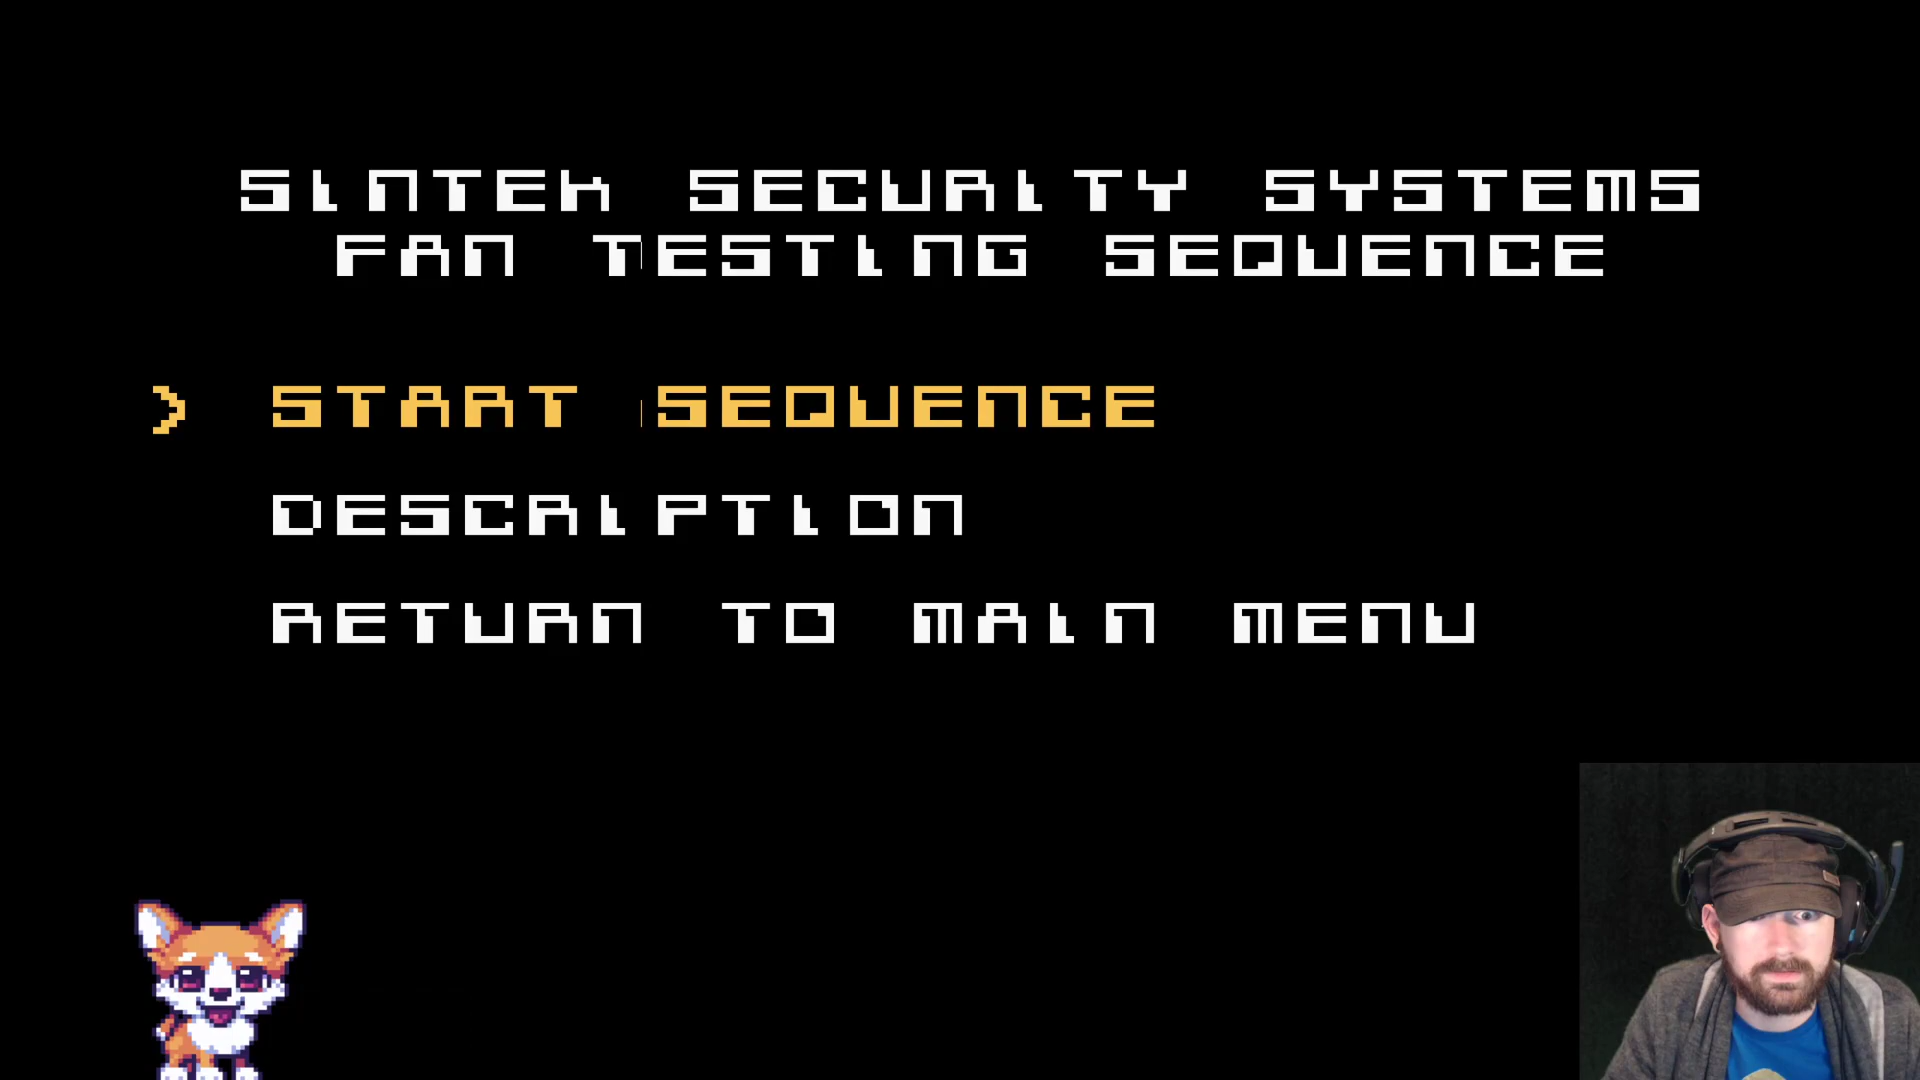 SINTEK SECURITY SYSTEMS
FAN TESTING SEQUENCE
> START SEQUENCE
DESCRIPTION
RETURN TO MAIN MENU